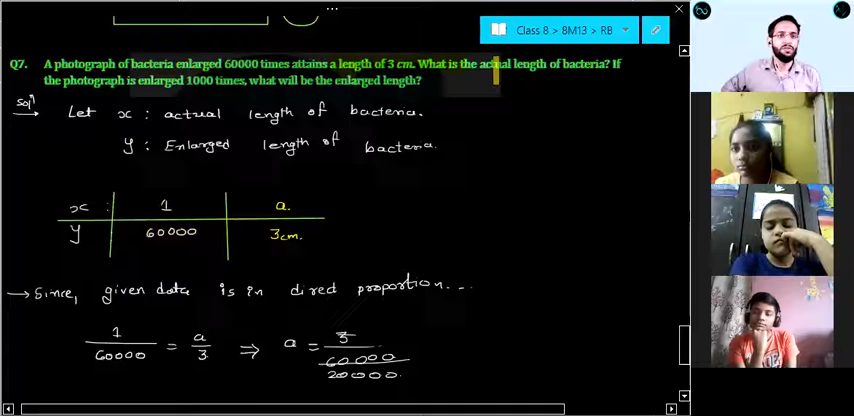 Class 8 > 8M13 > RB
Q7. A photograph of bacteria enlarged 60000 times attains a length of 3 cm. What is the actual length of bacteria? If
the photograph is enlarged 1000 times, what will be the enlarged length?
Solⁿ
Let x : actual length of bacteria.
y : Enlarged length of bacteria.
x : 1 a.
y 60000 3cm.
→ Since, given data is in direct proportion...
1/60000 = a/3 ⇒ a = 3/60000
20000.